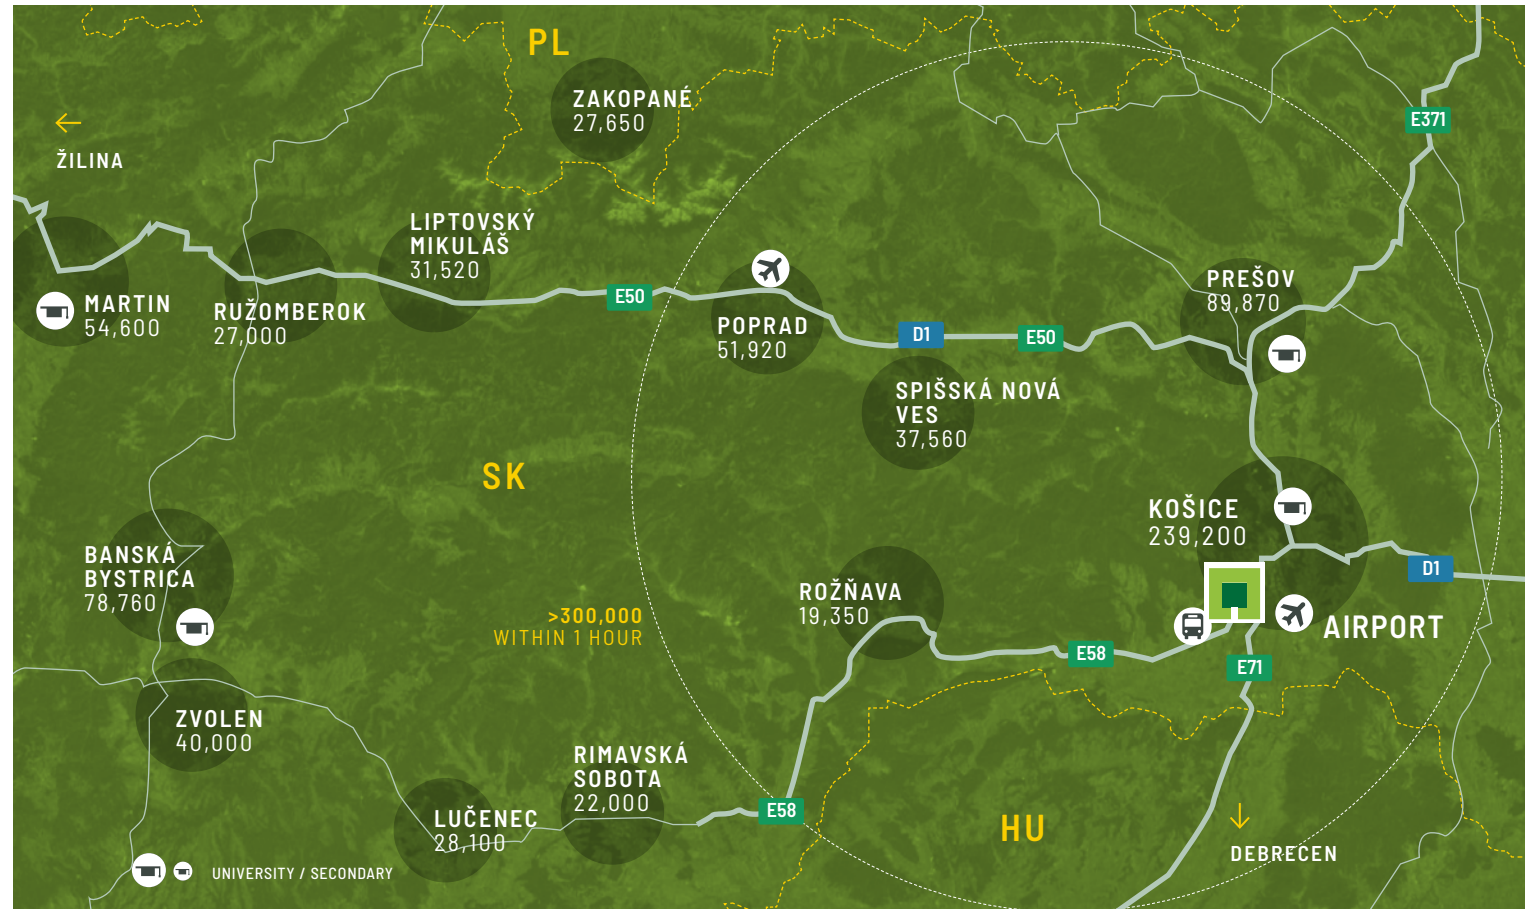 PL
ZAKOPANÉ
27,650
E371
ŽILINA
LIPTOVSKÝ
MIKULÁŠ
31,520
MARTIN
54,600
RUŽOMBEROK
27,000
E50
POPRAD
51,920
D1
E50
PREŠOV
89,870
SPIŠSKÁ NOVÁ
VES
37,560
SK
KOŠICE
239,200
D1
BANSKÁ
BYSTRICA
78,760
>300,000
WITHIN 1 HOUR
ROŽŇAVA
19,350
AIRPORT
E58
E71
ZVOLEN
40,000
RIMAVSKÁ
SOBOTA
22,000
E58
LUČENEC
28,100
HU
DEBRECEN
UNIVERSITY / SECONDARY